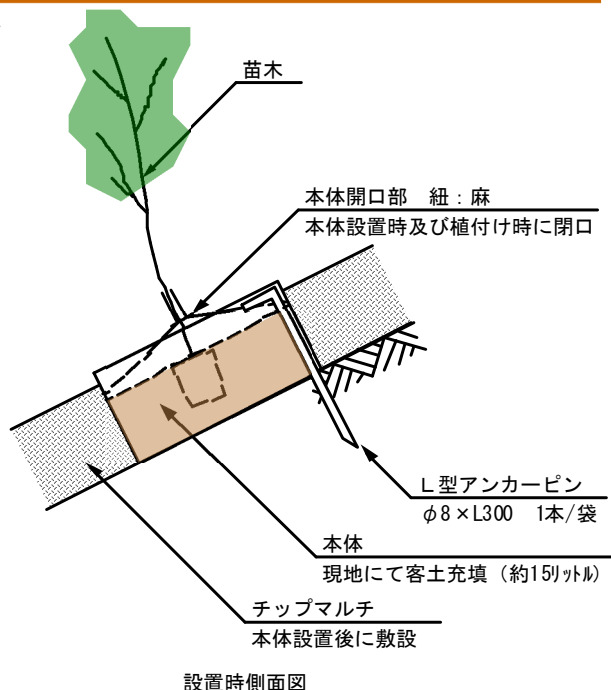 苗木
本体開口部　紐：麻
本体設置時及び植付け時に閉口
L型アンカーピン
φ8×L300　1本/袋
本体
現地にて客土充填（約15リットル）
チップマルチ
本体設置後に敷設
設置時側面図